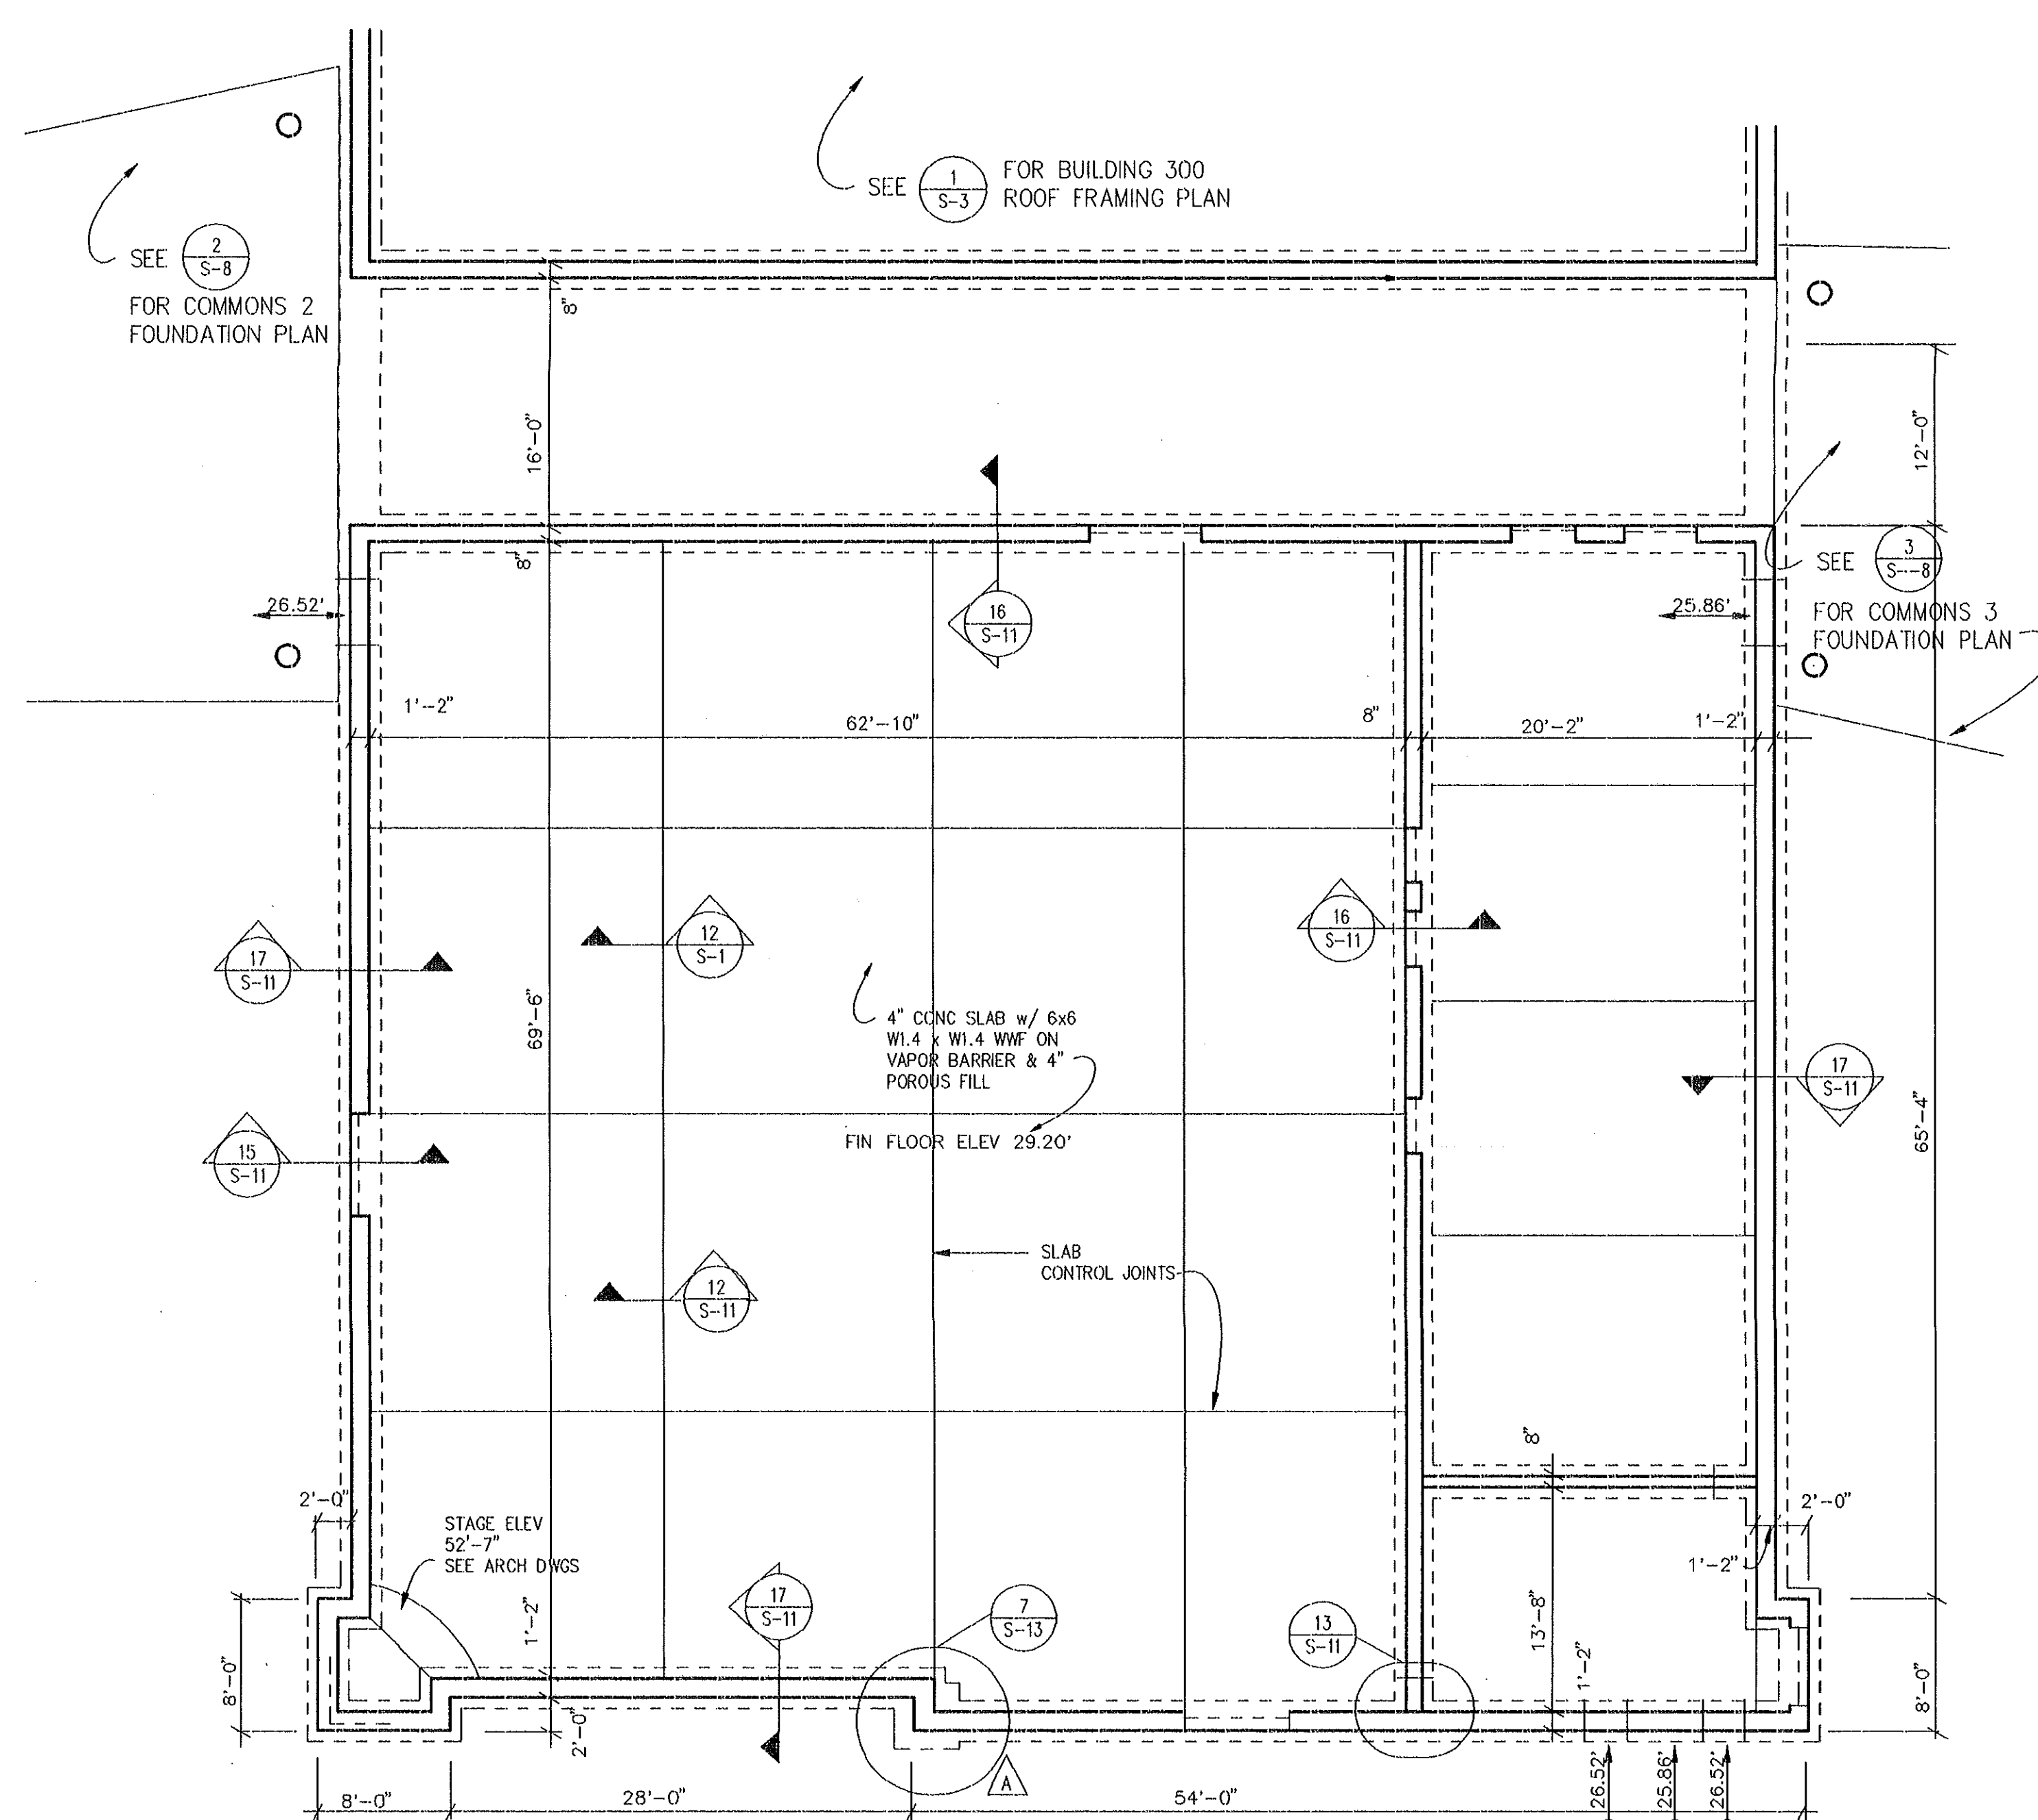 SEE 1 S-3
FOR BUILDING 300
ROOF FRAMING PLAN
SEE 2 S-8
FOR COMMONS 2
FOUNDATION PLAN
8"
16'-0"
12'-0"
8"
SEE 3 S--8
FOR COMMONS 3
FOUNDATION PLAN
26.52'
16
S-11
25.86'
1'-2"
62'-10"
8"
20'-2"
1'-2"
17
S-11
12
S-1
16
S-11
69'-6"
4" CONC SLAB w/ 6x6
W1.4 x W1.4 WWF ON
VAPOR BARRIER & 4"
POROUS FILL
17
S-11
65'-4"
15
S-11
FIN FLOOR ELEV 29.20'
SLAB
CONTROL JOINTS
12
S-11
8"
2'-0"
STAGE ELEV
52'-7"
SEE ARCH DWGS
2'-0"
1'-2"
17
S-11
7
S-13
13
S-11
13'-8"
1'-2"
1'-2"
8'-0"
8'-0"
2'-0"
A
26.52'
25.86'
26.52'
8'-0"
28'-0"
54'-0"